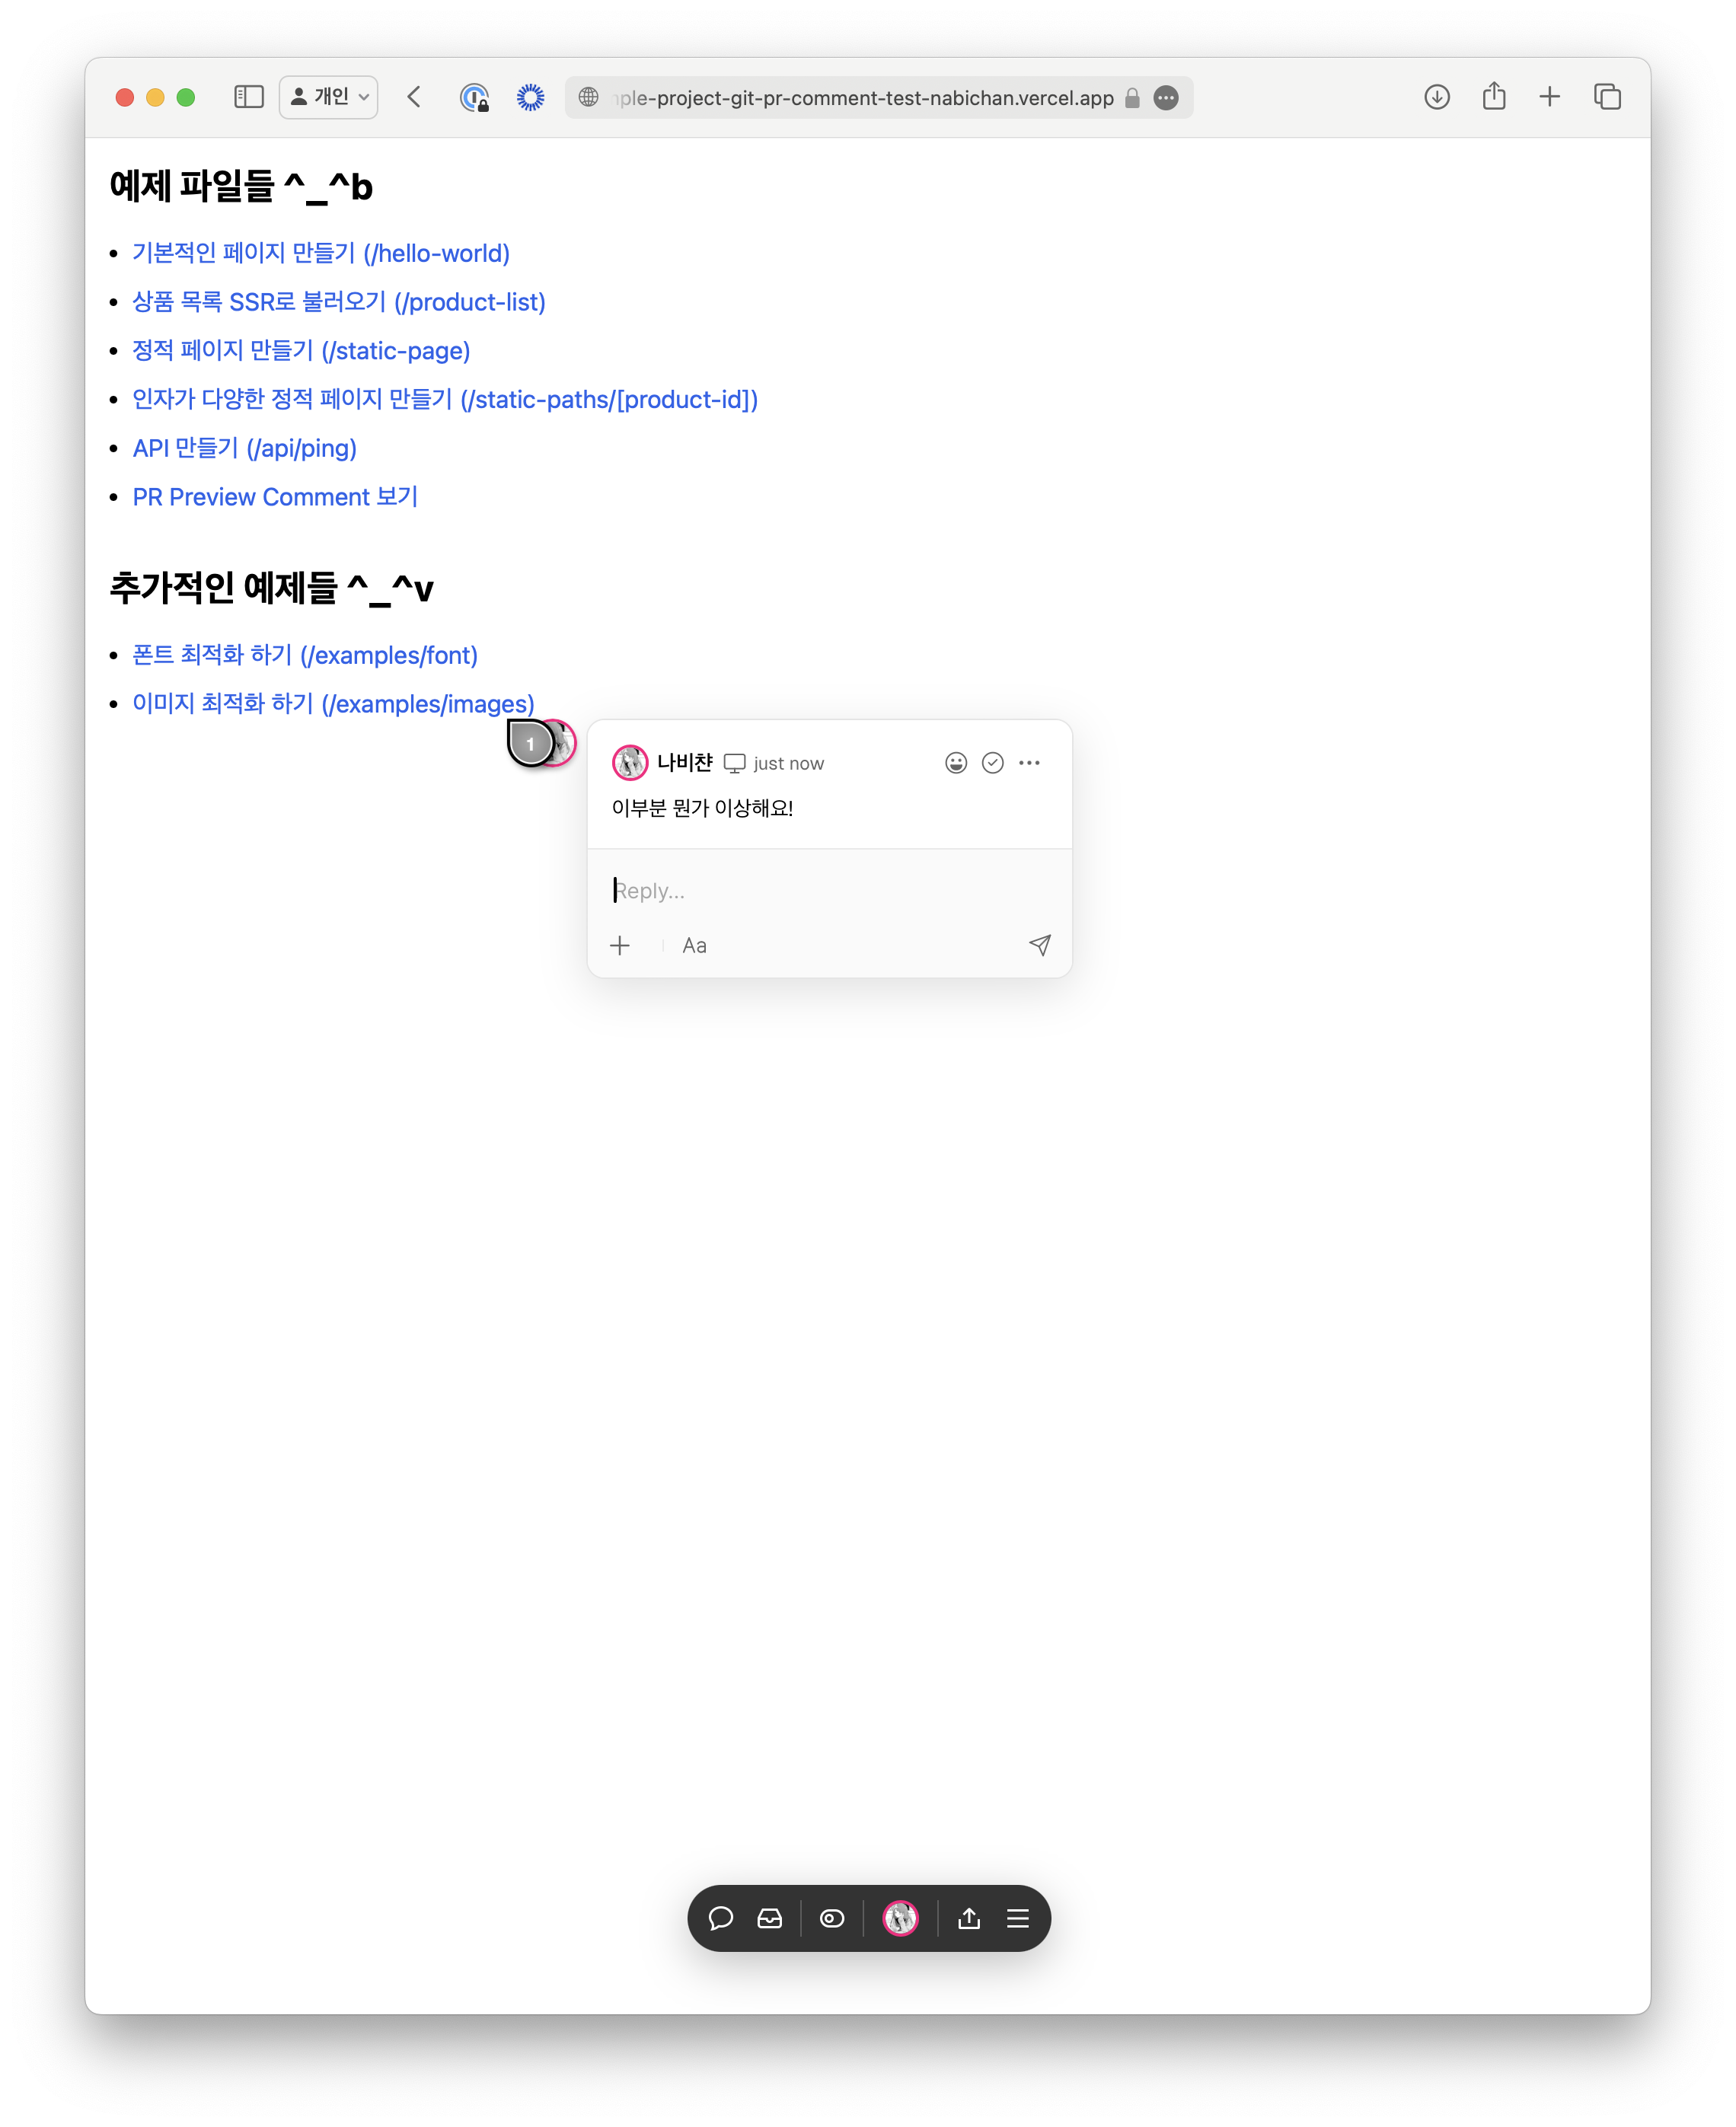 개인
ple-project-git-pr-comment-test-nabichan.vercel.app
예제 파일들 ^_^b
기본적인 페이지 만들기 (/hello-world)
상품 목록 SSR로 불러오기 (/product-list)
정적 페이지 만들기 (/static-page)
인자가 다양한 정적 페이지 만들기 (/static-paths/[product-id])
API 만들기 (/api/ping)
PR Preview Comment 보기
추가적인 예제들 ^_^v
폰트 최적화 하기 (/examples/font)
이미지 최적화 하기 (/examples/images)
1
나비챤 just now
이부분 뭔가 이상해요!
Reply...
Aa